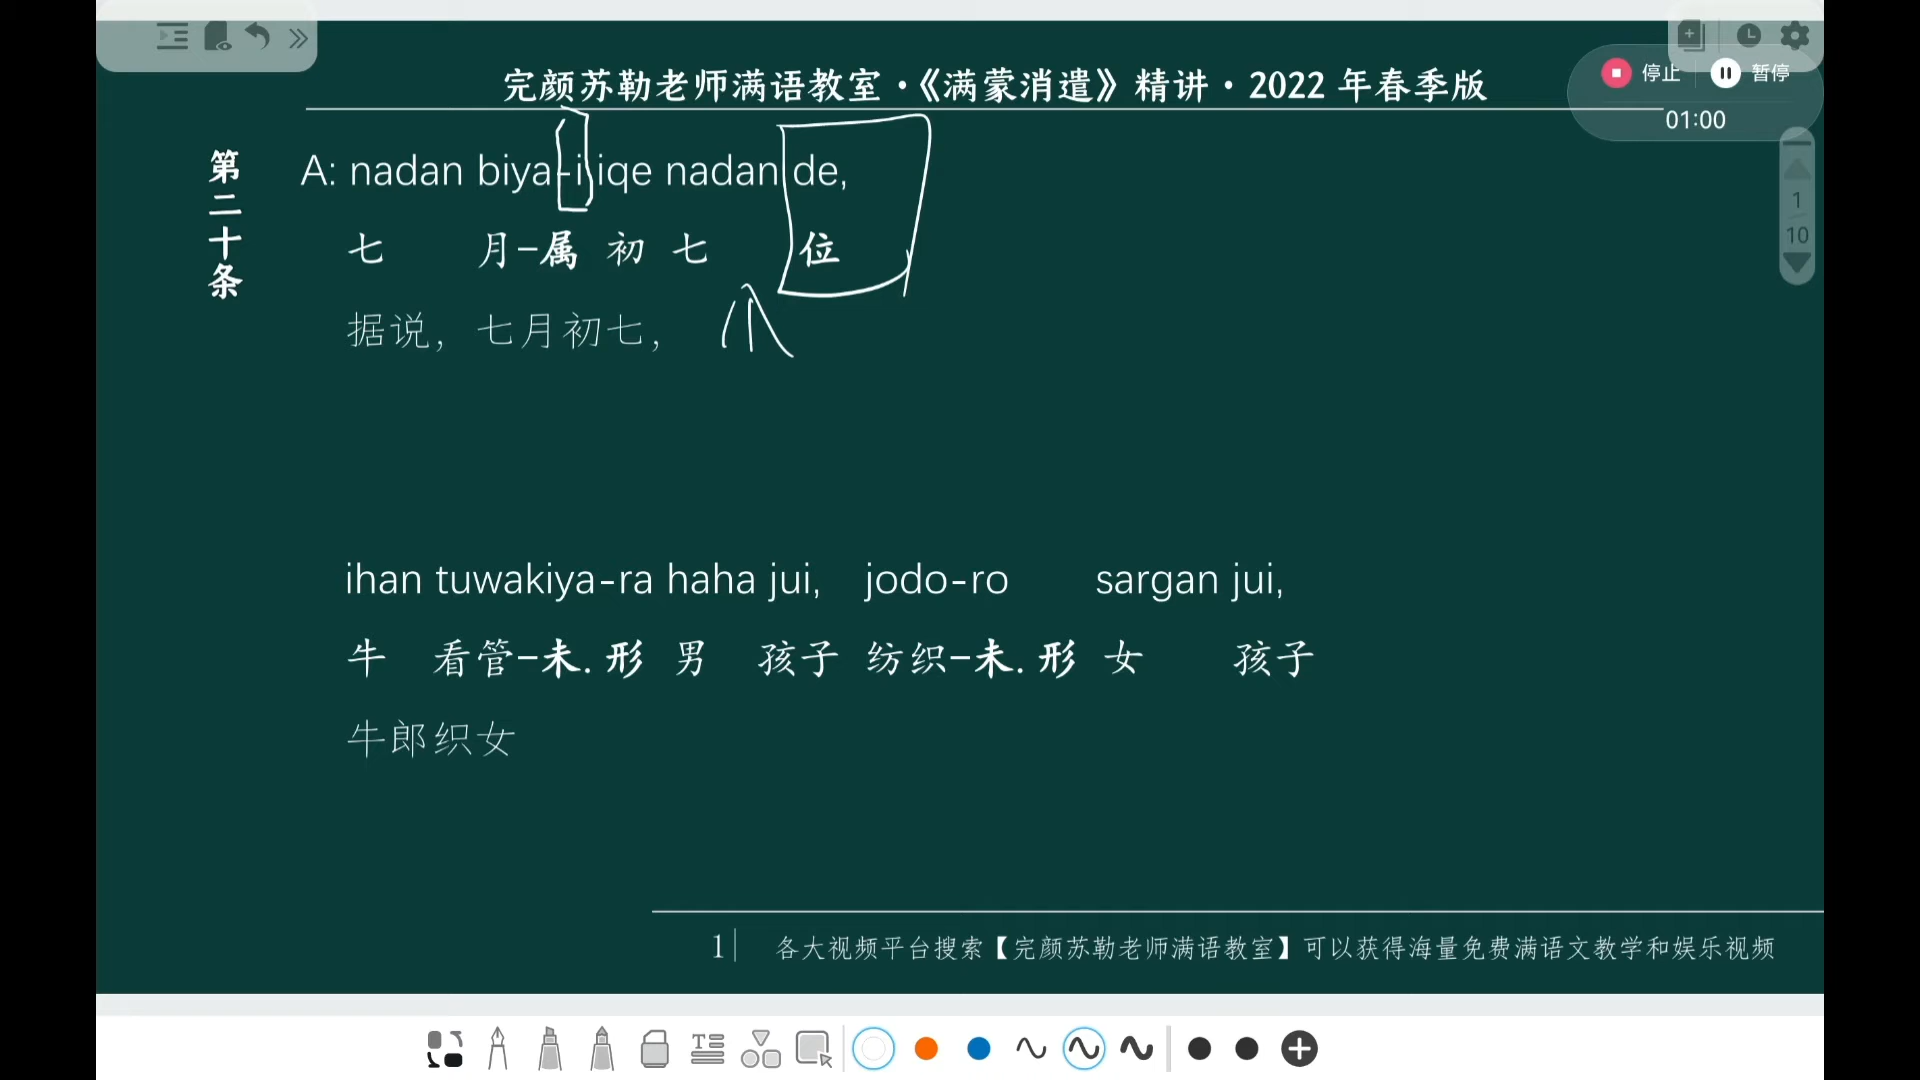 停止 暂停
01:00
完颜苏勒老师满语教室·《满蒙消遣》精讲·2022 年春季版
第二十条
A: nadan biya-i iqe nadan de,
七 月-属 初 七 位
据说，七月初七，
1
10
ihan tuwakiya-ra haha jui, jodo-ro sargan jui,
牛 看管-未.形 男 孩子 纺织-未.形 女 孩子
牛郎织女
1 各大视频平台搜索【完颜苏勒老师满语教室】可以获得海量免费满语文教学和娱乐视频